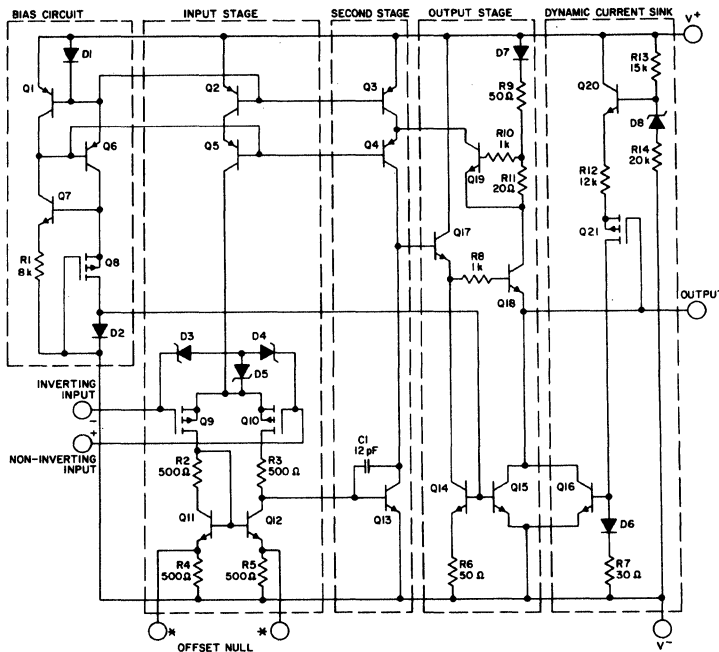 BIAS CIRCUIT
INPUT STAGE
SECOND STAGE
OUTPUT STAGE
DYNAMIC CURRENT SINK
V+
D1
Q1
Q2
Q3
D7
R9
50Ω
R13
15k
Q20
D8
Q6
Q5
Q4
R10
1k
Q19
R11
20Ω
R14
20k
R12
12k
Q7
Q17
Q21
R1
8k
Q8
R8
1k
Q18
OUTPUT
D2
D3
D4
D5
INVERTING
INPUT
-
Q9
Q10
+
NON-INVERTING
INPUT
R2
500Ω
R3
500Ω
C1
12pF
Q11
Q12
Q13
Q14
Q15
Q16
D6
R4
500Ω
R5
500Ω
R6
50Ω
R7
30Ω
*
*
OFFSET NULL
V-